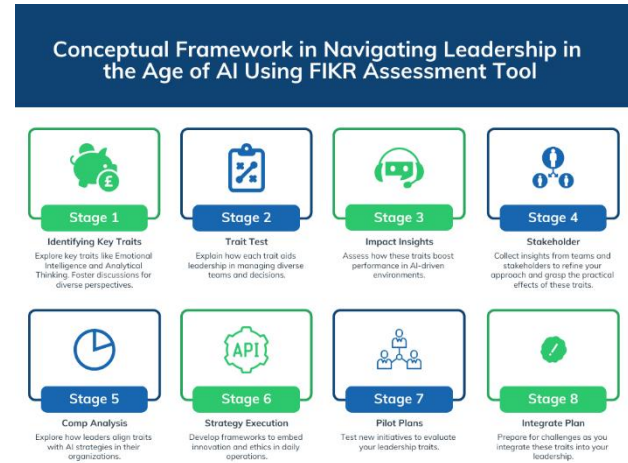 Conceptual Framework in Navigating Leadership in
the Age of AI Using FIKR Assessment Tool
£
Stage 1
Identifying Key Traits
Explore key traits like Emotional
Intelligence and Analytical
Thinking. Foster discussions for
diverse perspectives.
Stage 2
Trait Test
Explain how each trait aids
leadership in managing diverse
teams and decisions.
Stage 3
Impact Insights
Assess how these traits boost
performance in AI-driven
environments.
Stage 4
Stakeholder
Collect insights from teams and
stakeholders to refine your
approach and grasp the practical
effects of these traits.
Stage 5
Comp Analysis
Explore how leaders align traits
with AI strategies in their
organizations.
API
Stage 6
Strategy Execution
Develop frameworks to embed
innovation and ethics in daily
operations.
Stage 7
Pilot Plans
Test new initiatives to evaluate
your leadership traits.
Stage 8
Integrate Plan
Prepare for challenges as you
integrate these traits into your
leadership.